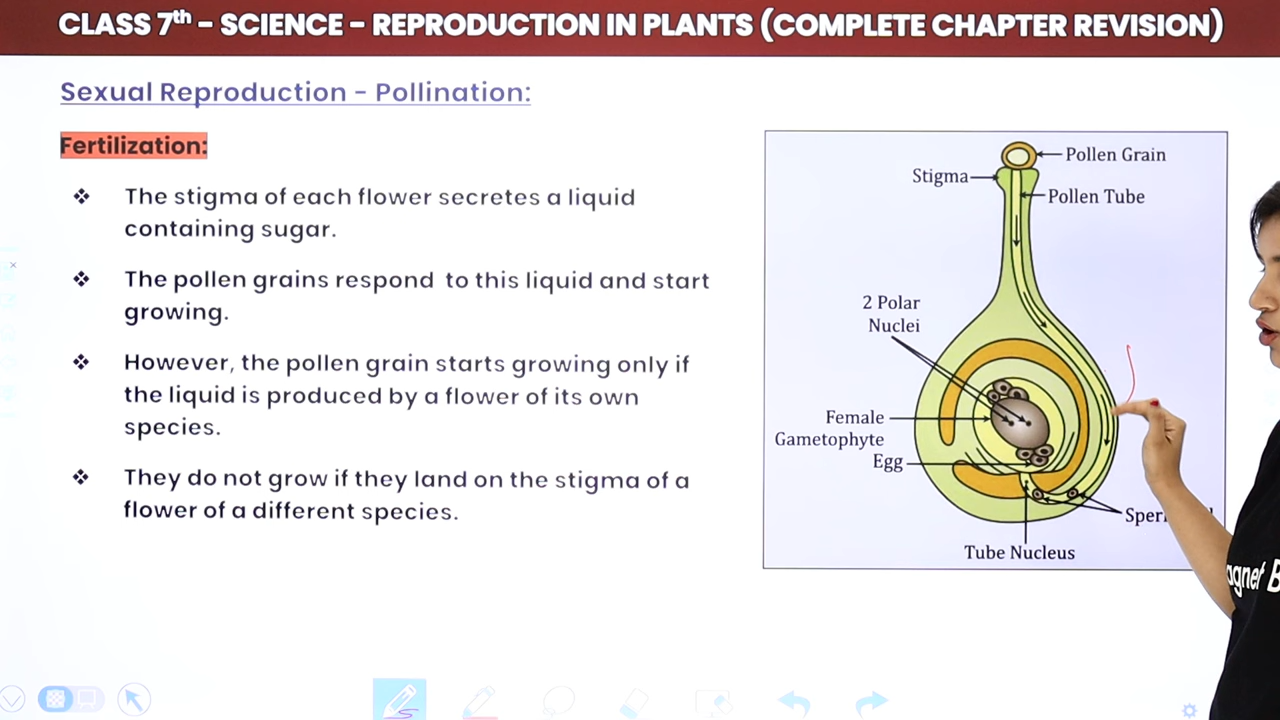 CLASS 7th – SCIENCE – REPRODUCTION IN PLANTS (COMPLETE CHAPTER REVISION)
Sexual Reproduction – Pollination:
Fertilization:
❖ The stigma of each flower secretes a liquid
containing sugar.
❖ The pollen grains respond to this liquid and start
growing.
❖ However, the pollen grain starts growing only if
the liquid is produced by a flower of its own
species.
❖ They do not grow if they land on the stigma of a
flower of a different species.
Pollen Grain
Stigma
Pollen Tube
2 Polar
Nuclei
Female
Gametophyte
Egg
Tube Nucleus